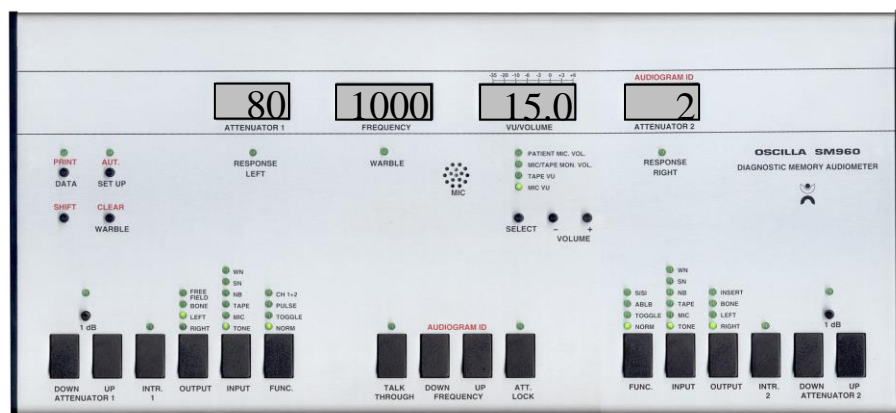 -35 -20 -10 -6 -3 0 +3 +6
AUDIOGRAM ID
80 1000 15.0 2
ATTENUATOR 1 FREQUENCY VU/VOLUME ATTENUATOR 2
PRINT AUT.
DATA SET UP
SHIFT CLEAR
WARBLE
RESPONSE
LEFT
WARBLE
MIC
PATIENT MIC. VOL.
MIC/TAPE MON. VOL.
TAPE VU
MIC VU
SELECT − +
VOLUME
RESPONSE
RIGHT
OSCILLA SM960
DIAGNOSTIC MEMORY AUDIOMETER
1 dB
FREE
FIELD
BONE
LEFT
RIGHT
WN
SN
NB
TAPE
MIC
TONE
CH 1+2
PULSE
TOGGLE
NORM
DOWN UP INTR. OUTPUT INPUT FUNC.
ATTENUATOR 1 1
AUDIOGRAM ID
TALK DOWN UP ATT.
THROUGH FREQUENCY LOCK
SISI
ABLB
TOGGLE
NORM
WN
SN
NB
TAPE
MIC
TONE
INSERT
BONE
LEFT
RIGHT
1 dB
FUNC. INPUT OUTPUT INTR. DOWN UP
2 ATTENUATOR 2